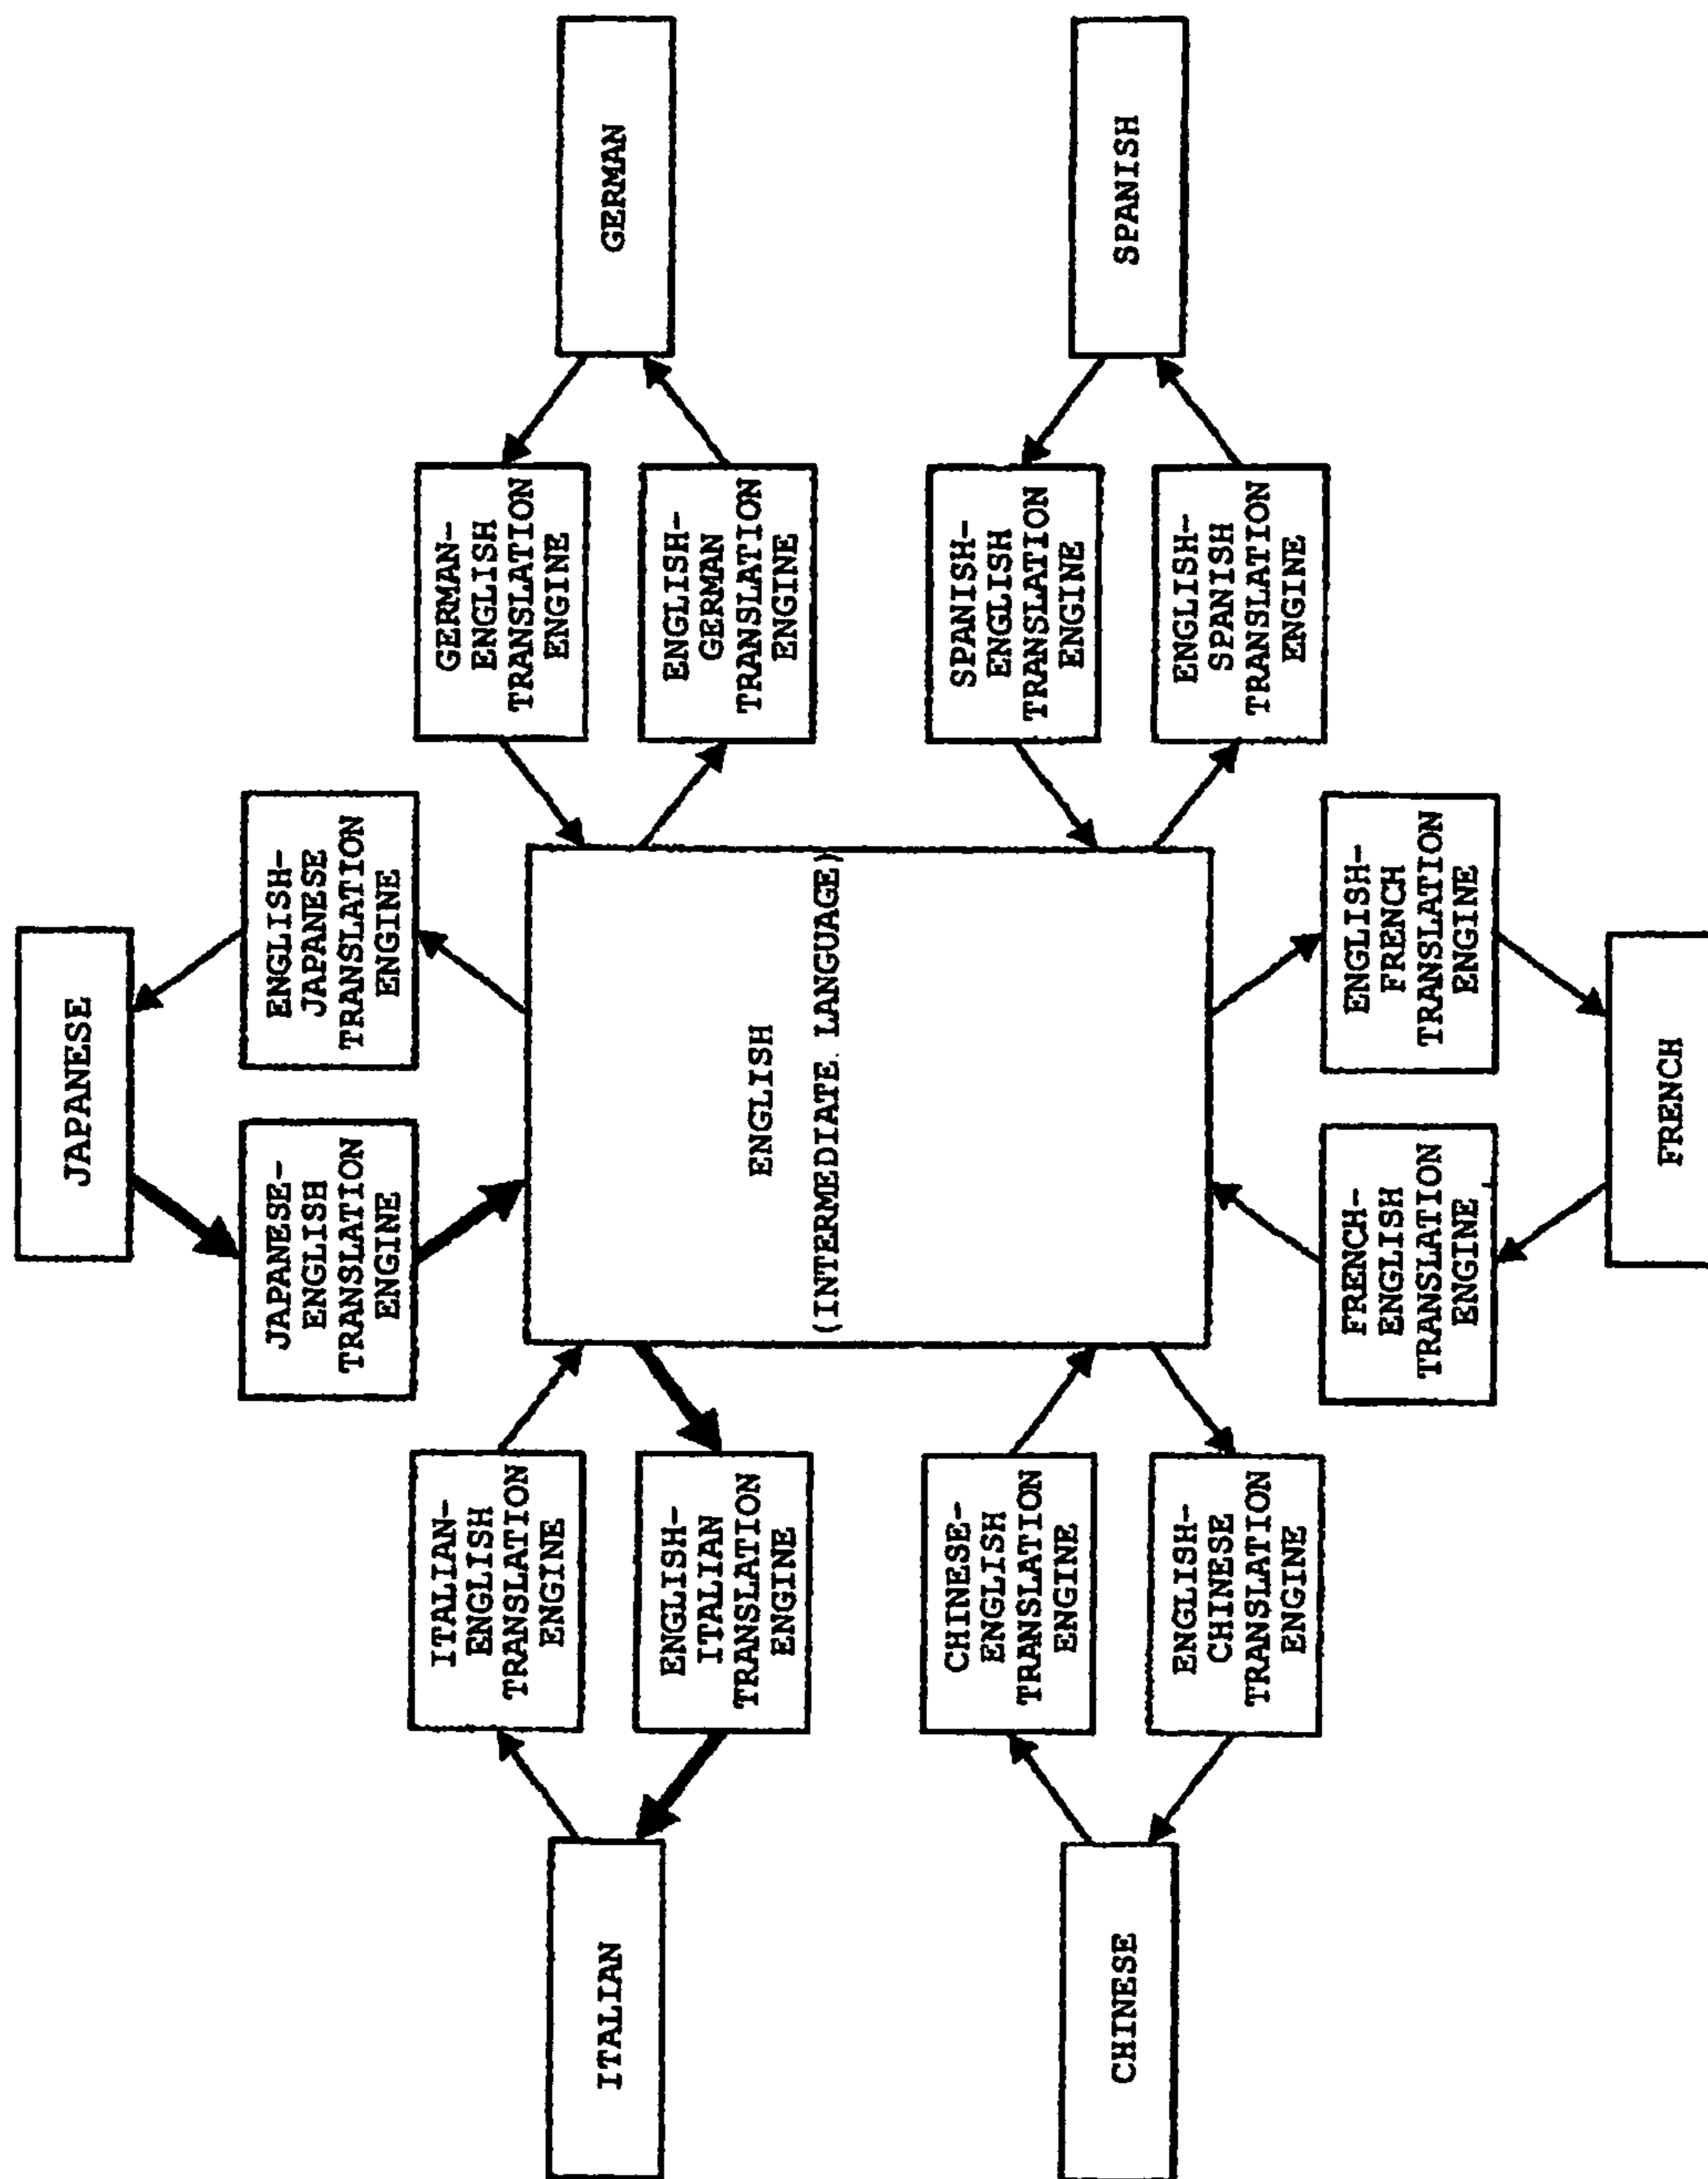 JAPANESE
JAPANESE-
ENGLISH
TRANSLATION
ENGINE
ENGLISH-
JAPANESE
TRANSLATION
ENGINE
ITALIAN
ITALIAN-
ENGLISH
TRANSLATION
ENGINE
ENGLISH-
ITALIAN
TRANSLATION
ENGINE
GERMAN-
ENGLISH
TRANSLATION
ENGINE
ENGLISH-
GERMAN
TRANSLATION
ENGINE
GERMAN
ENGLISH
(INTERMEDIATE LANGUAGE)
CHINESE
CHINESE-
ENGLISH
TRANSLATION
ENGINE
ENGLISH-
CHINESE
TRANSLATION
ENGINE
SPANISH-
ENGLISH
TRANSLATION
ENGINE
ENGLISH-
SPANISH
TRANSLATION
ENGINE
SPANISH
FRENCH-
ENGLISH
TRANSLATION
ENGINE
ENGLISH-
FRENCH
TRANSLATION
ENGINE
FRENCH